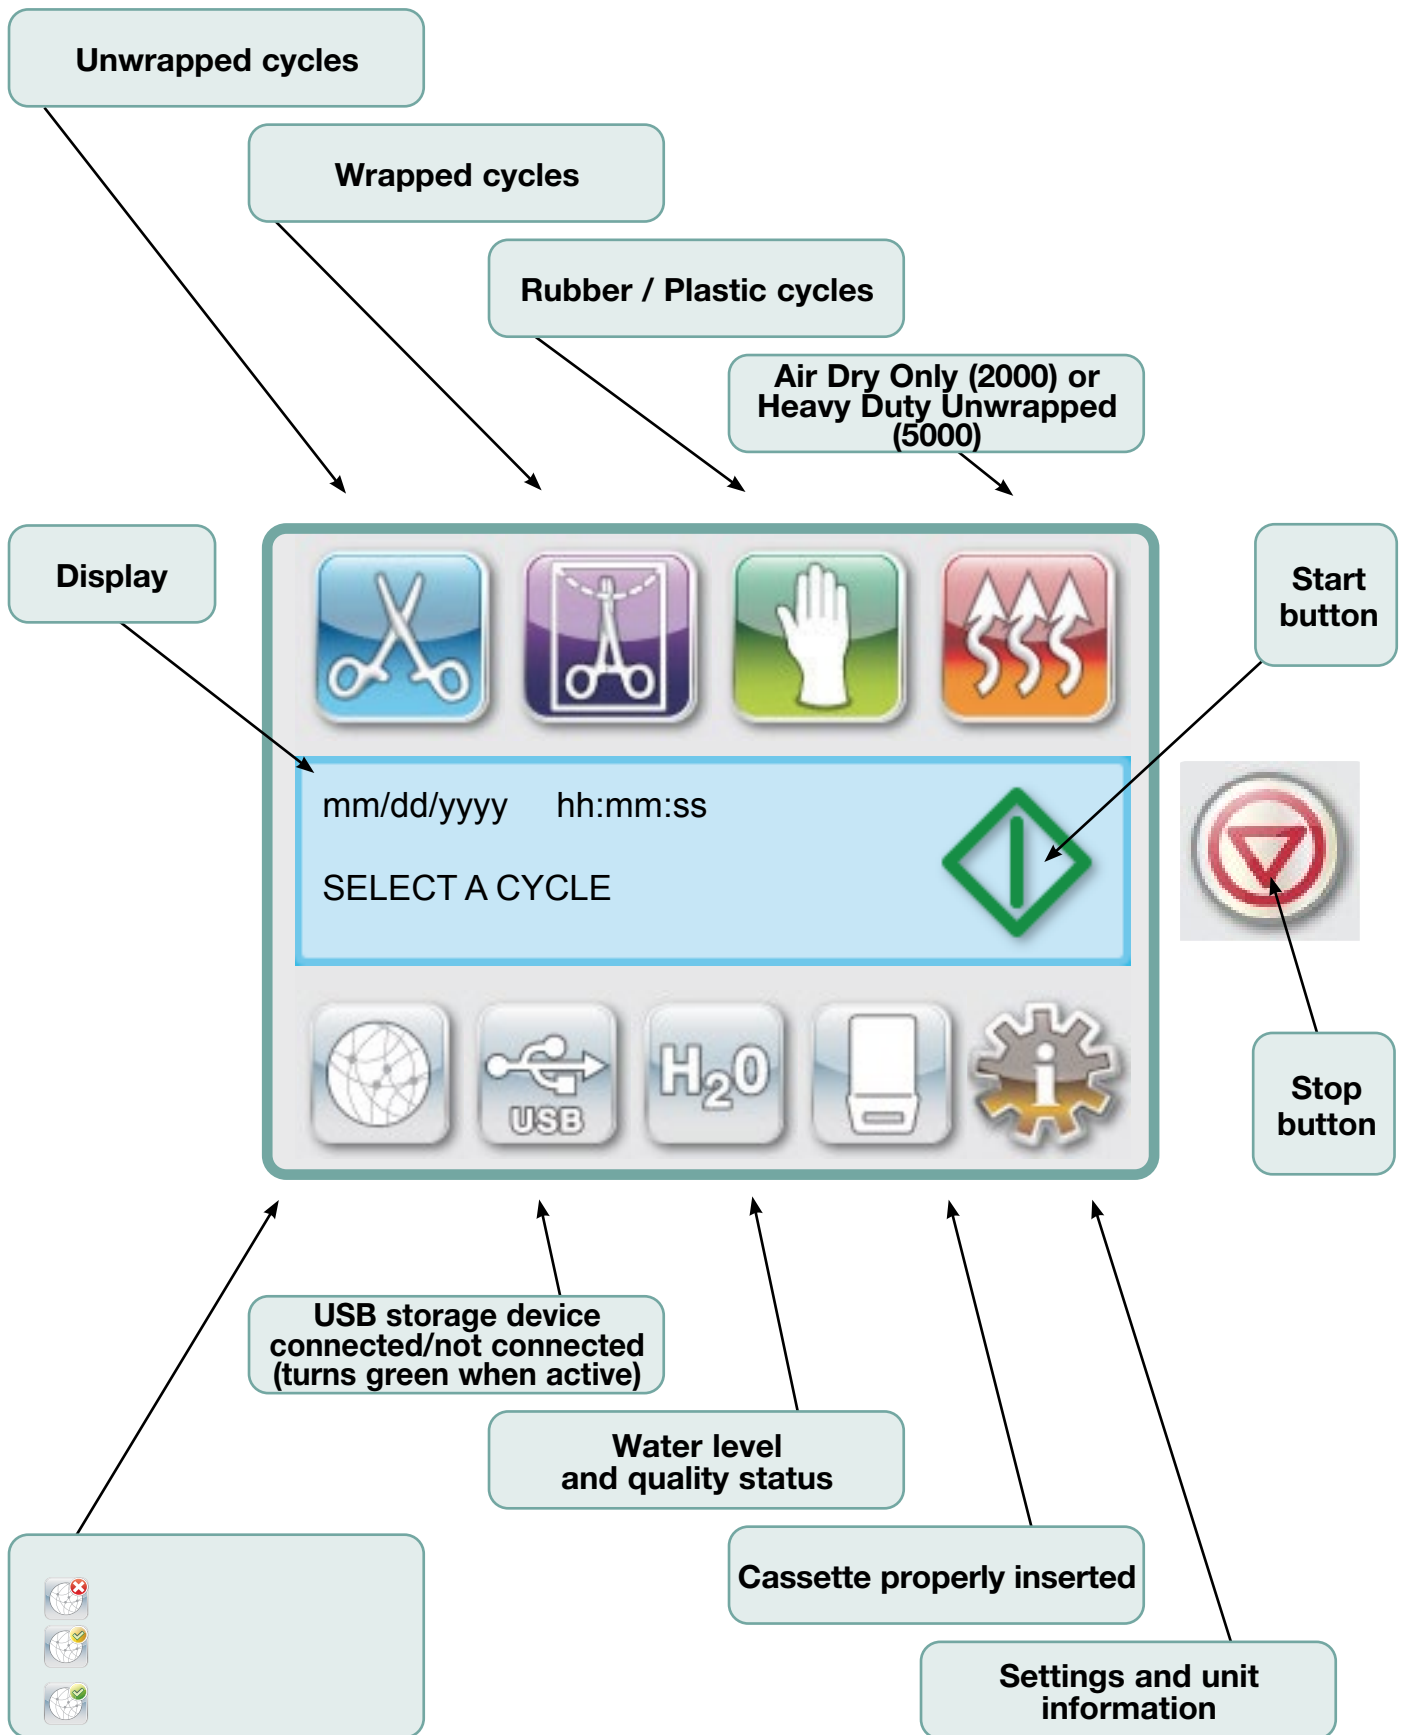 Unwrapped cycles
Wrapped cycles
Rubber / Plastic cycles
Air Dry Only (2000) or
Heavy Duty Unwrapped
(5000)
Display
Start
button
mm/dd/yyyy hh:mm:ss
SELECT A CYCLE
USB
H₂0
i
Stop
button
USB storage device
connected/not connected
(turns green when active)
Water level
and quality status
Cassette properly inserted
Settings and unit
information